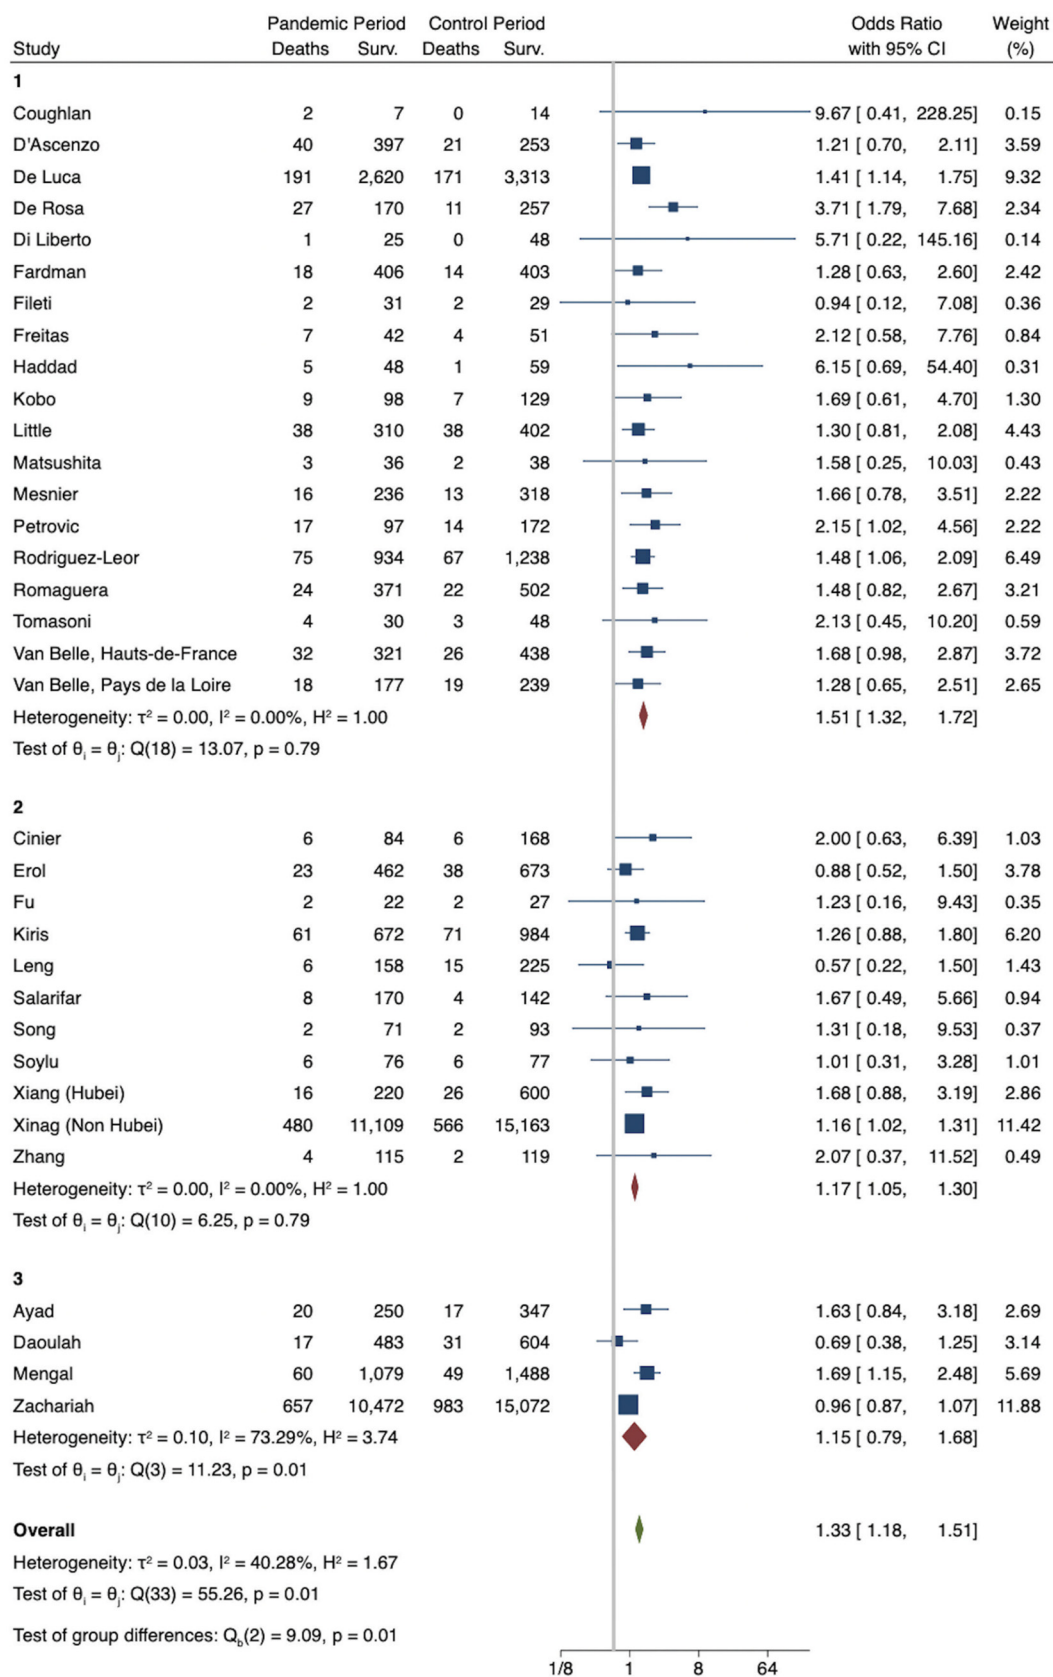 Pandemic Period Control Period Odds Ratio Weight
Study Deaths Surv. Deaths Surv. with 95% CI (%)
1
Coughlan 2 7 0 14 9.67 [ 0.41, 228.25] 0.15
D'Ascenzo 40 397 21 253 1.21 [ 0.70, 2.11] 3.59
De Luca 191 2,620 171 3,313 1.41 [ 1.14, 1.75] 9.32
De Rosa 27 170 11 257 3.71 [ 1.79, 7.68] 2.34
Di Liberto 1 25 0 48 5.71 [ 0.22, 145.16] 0.14
Fardman 18 406 14 403 1.28 [ 0.63, 2.60] 2.42
Fileti 2 31 2 29 0.94 [ 0.12, 7.08] 0.36
Freitas 7 42 4 51 2.12 [ 0.58, 7.76] 0.84
Haddad 5 48 1 59 6.15 [ 0.69, 54.40] 0.31
Kobo 9 98 7 129 1.69 [ 0.61, 4.70] 1.30
Little 38 310 38 402 1.30 [ 0.81, 2.08] 4.43
Matsushita 3 36 2 38 1.58 [ 0.25, 10.03] 0.43
Mesnier 16 236 13 318 1.66 [ 0.78, 3.51] 2.22
Petrovic 17 97 14 172 2.15 [ 1.02, 4.56] 2.22
Rodriguez-Leor 75 934 67 1,238 1.48 [ 1.06, 2.09] 6.49
Romaguera 24 371 22 502 1.48 [ 0.82, 2.67] 3.21
Tomasoni 4 30 3 48 2.13 [ 0.45, 10.20] 0.59
Van Belle, Hauts-de-France 32 321 26 438 1.68 [ 0.98, 2.87] 3.72
Van Belle, Pays de la Loire 18 177 19 239 1.28 [ 0.65, 2.51] 2.65
Heterogeneity: τ² = 0.00, I² = 0.00%, H² = 1.00 1.51 [ 1.32, 1.72]
Test of θᵢ = θⱼ: Q(18) = 13.07, p = 0.79
2
Cinier 6 84 6 168 2.00 [ 0.63, 6.39] 1.03
Erol 23 462 38 673 0.88 [ 0.52, 1.50] 3.78
Fu 2 22 2 27 1.23 [ 0.16, 9.43] 0.35
Kiris 61 672 71 984 1.26 [ 0.88, 1.80] 6.20
Leng 6 158 15 225 0.57 [ 0.22, 1.50] 1.43
Salarifar 8 170 4 142 1.67 [ 0.49, 5.66] 0.94
Song 2 71 2 93 1.31 [ 0.18, 9.53] 0.37
Soylu 6 76 6 77 1.01 [ 0.31, 3.28] 1.01
Xiang (Hubei) 16 220 26 600 1.68 [ 0.88, 3.19] 2.86
Xinag (Non Hubei) 480 11,109 566 15,163 1.16 [ 1.02, 1.31] 11.42
Zhang 4 115 2 119 2.07 [ 0.37, 11.52] 0.49
Heterogeneity: τ² = 0.00, I² = 0.00%, H² = 1.00 1.17 [ 1.05, 1.30]
Test of θᵢ = θⱼ: Q(10) = 6.25, p = 0.79
3
Ayad 20 250 17 347 1.63 [ 0.84, 3.18] 2.69
Daoulah 17 483 31 604 0.69 [ 0.38, 1.25] 3.14
Mengal 60 1,079 49 1,488 1.69 [ 1.15, 2.48] 5.69
Zachariah 657 10,472 983 15,072 0.96 [ 0.87, 1.07] 11.88
Heterogeneity: τ² = 0.10, I² = 73.29%, H² = 3.74 1.15 [ 0.79, 1.68]
Test of θᵢ = θⱼ: Q(3) = 11.23, p = 0.01
Overall 1.33 [ 1.18, 1.51]
Heterogeneity: τ² = 0.03, I² = 40.28%, H² = 1.67
Test of θᵢ = θⱼ: Q(33) = 55.26, p = 0.01
Test of group differences: Q_b(2) = 9.09, p = 0.01
1/8 1 8 64